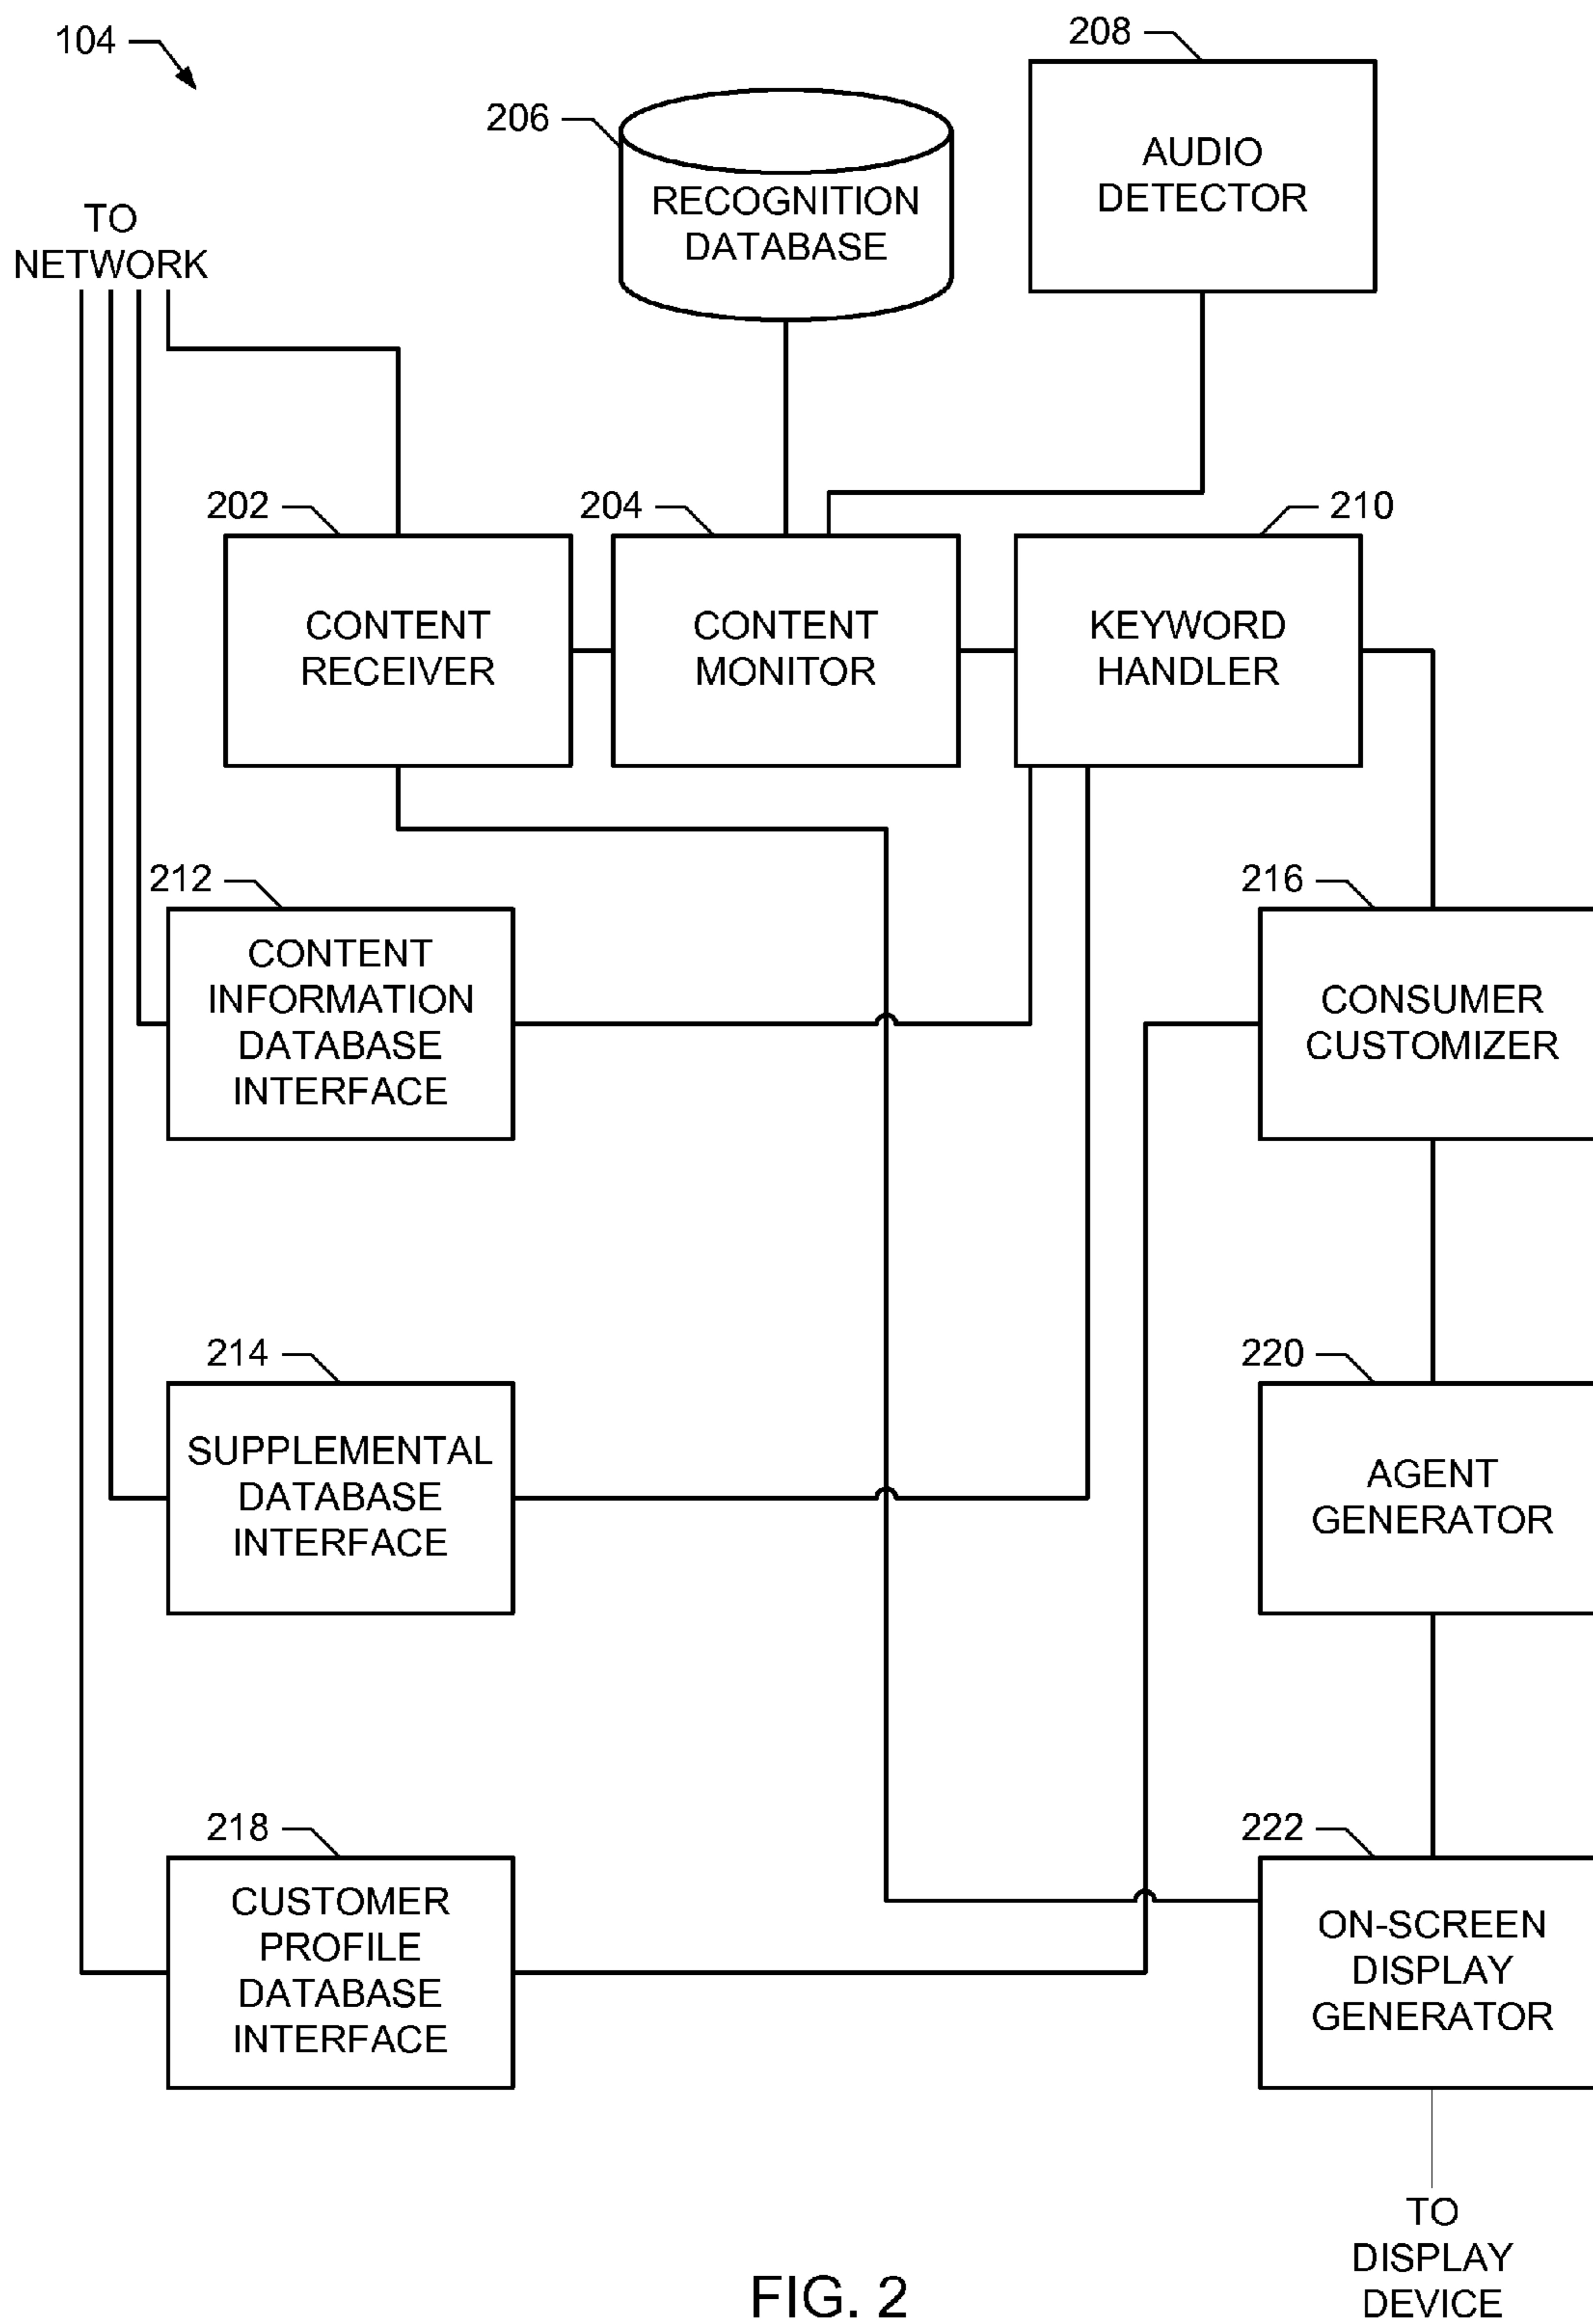 104
208
206
AUDIO
DETECTOR
RECOGNITION
DATABASE
TO
NETWORK
202
204
210
CONTENT
RECEIVER
CONTENT
MONITOR
KEYWORD
HANDLER
212
216
CONTENT
INFORMATION
DATABASE
INTERFACE
CONSUMER
CUSTOMIZER
214
220
SUPPLEMENTAL
DATABASE
INTERFACE
AGENT
GENERATOR
218
222
CUSTOMER
PROFILE
DATABASE
INTERFACE
ON-SCREEN
DISPLAY
GENERATOR
TO
DISPLAY
DEVICE
FIG. 2